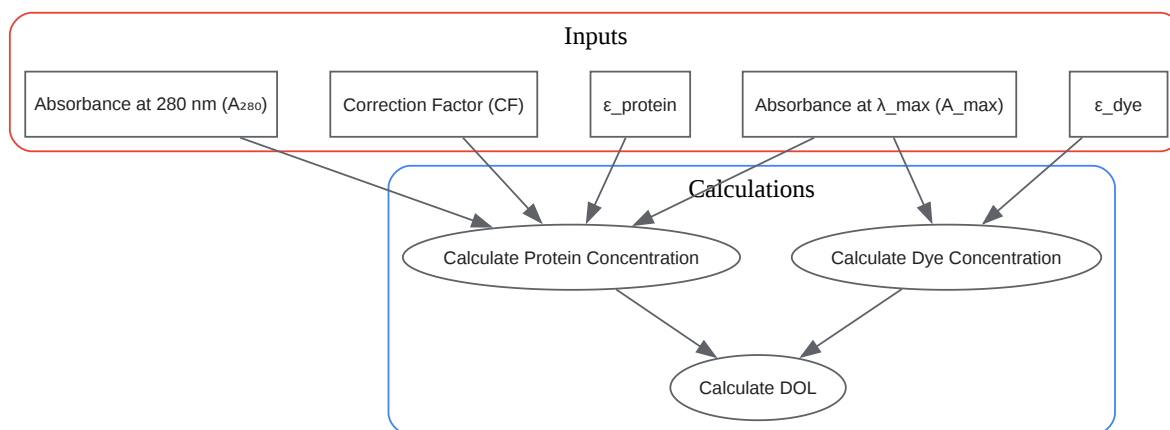 Inputs
Absorbance at 280 nm (A₂₈₀)
Correction Factor (CF)
ε_protein
Absorbance at λ_max (A_max)
ε_dye
Calculations
Calculate Protein Concentration
Calculate Dye Concentration
Calculate DOL